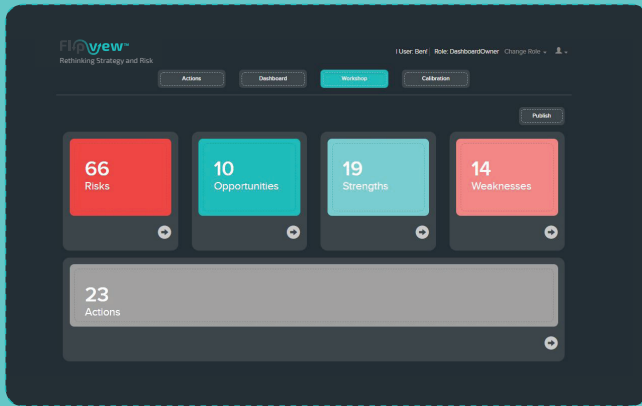 Flipvew™
Rethinking Strategy and Risk
User: Ben! Role: DashboardOwner Change Role
Actions Dashboard Workshop Calibration
Publish
66
Risks
10
Opportunities
19
Strengths
14
Weaknesses
23
Actions